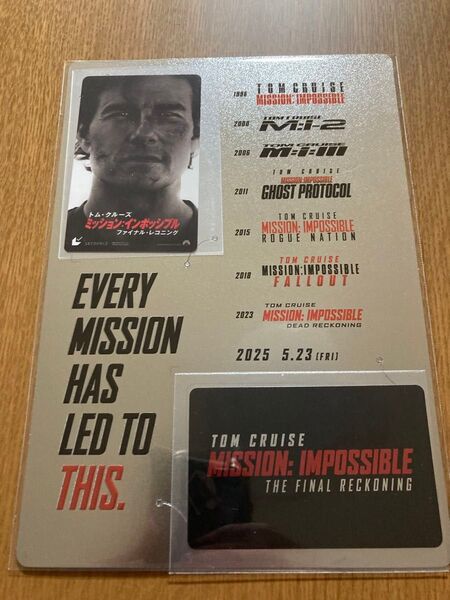 トム・クルーズ
ミッション:インポッシブル
ファイナル・レコニング
EVERY
MISSION
HAS
LED TO
THIS.
1996 TOM CRUISE
MISSION: IMPOSSIBLE
2000 TOM CRUISE
M:i-2
2006 TOM CRUISE
M:i:III
2011 TOM CRUISE
MISSION: IMPOSSIBLE
GHOST PROTOCOL
2015 TOM CRUISE
MISSION: IMPOSSIBLE
ROGUE NATION
2018 TOM CRUISE
MISSION: IMPOSSIBLE
FALLOUT
2023 TOM CRUISE
MISSION: IMPOSSIBLE
DEAD RECKONING
2025 5.23 [FRI]
TOM CRUISE
MISSION: IMPOSSIBLE
THE FINAL RECKONING